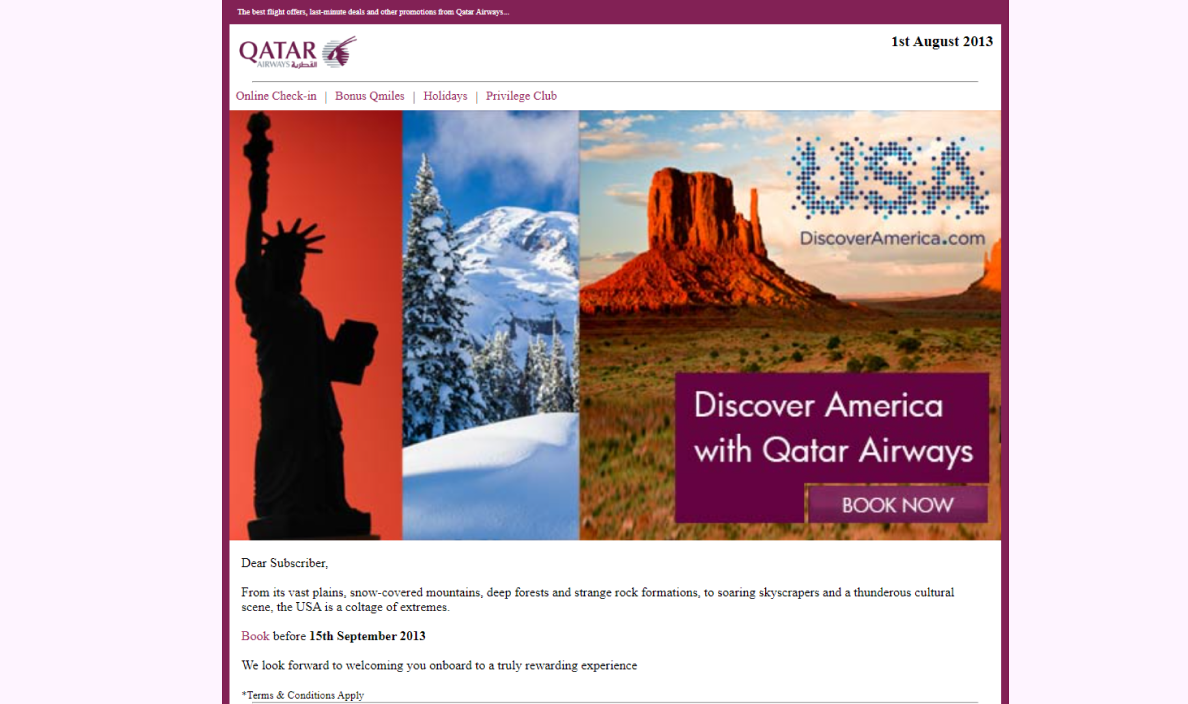 The best flight offers, last-minute deals and other promotions from Qatar Airways...
QATAR
AIRWAYS القطرية
1st August 2013
Online Check-in | Bonus Qmiles | Holidays | Privilege Club
USA
DiscoverAmerica.com
Discover America
with Qatar Airways
BOOK NOW
Dear Subscriber,
From its vast plains, snow-covered mountains, deep forests and strange rock formations, to soaring skyscrapers and a thunderous cultural
scene, the USA is a coltage of extremes.
Book before 15th September 2013
We look forward to welcoming you onboard to a truly rewarding experience
*Terms & Conditions Apply